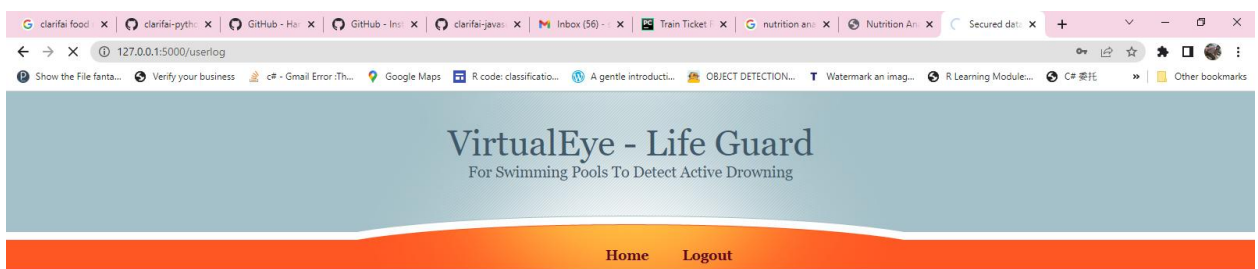 clarifai food clarifai-pytho GitHub - Ha GitHub - Inst clarifai-javas Inbox (56) - Train Ticket nutrition ana Nutrition An Secured data
127.0.0.1:5000/userlog
Show the File fanta... Verify your business c# - Gmail Error :Th... Google Maps R code: classificatio... A gentle introducti... OBJECT DETECTION... Watermark an imag... R Learning Module:... C# 委托 » Other bookmarks
VirtualEye - Life Guard
For Swimming Pools To Detect Active Drowning
Home Logout